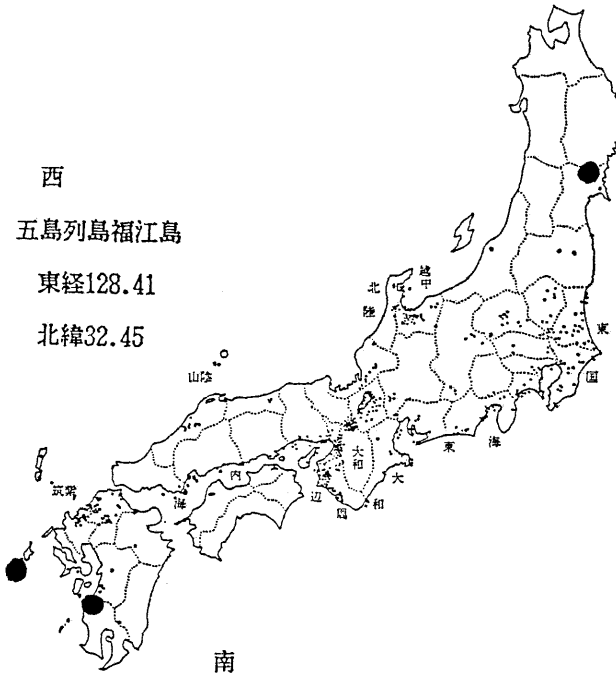 西
五島列島福江島
東経128.41
北緯32.45
北陸
越中
山陰
東国
東海
大和
大和
筑紫
海
内
辺
南